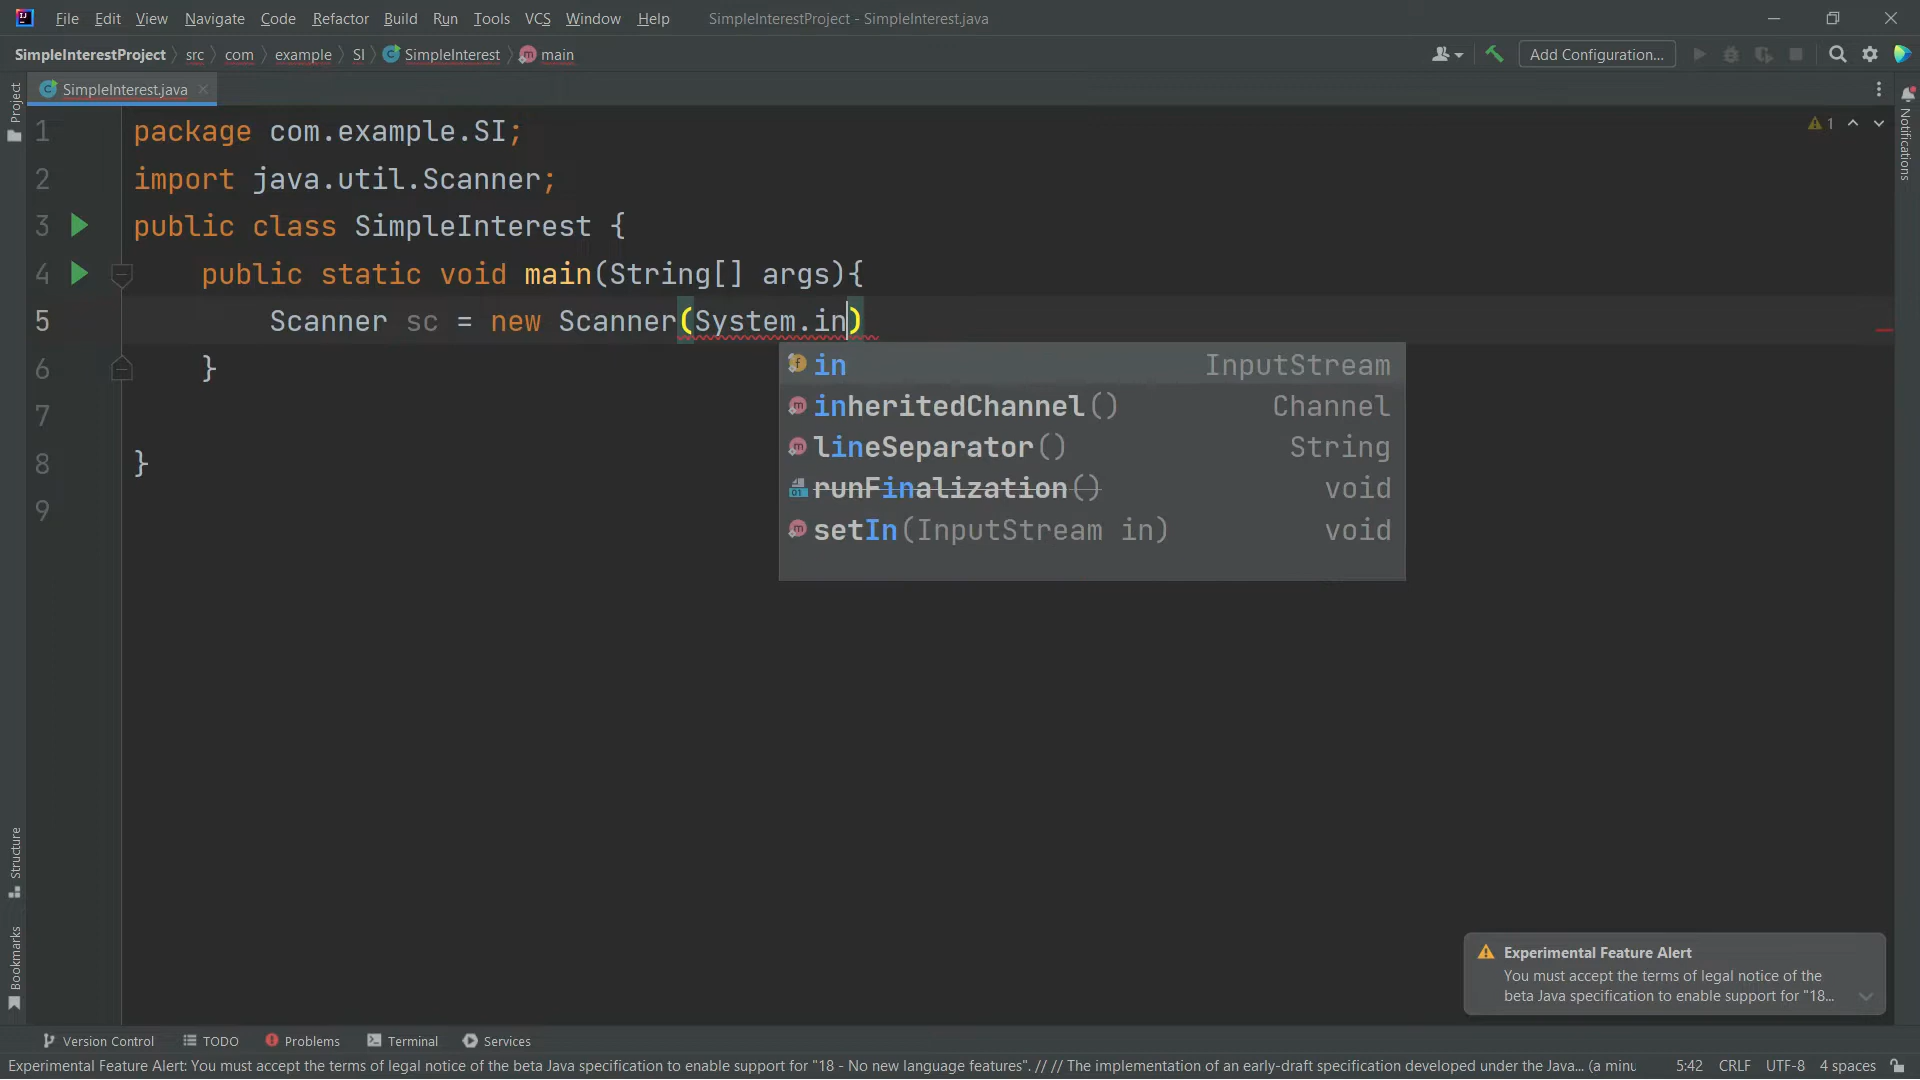 File Edit View Navigate Code Refactor Build Run Tools VCS Window Help SimpleInterestProject - SimpleInterest.java
SimpleInterestProject src com example SI SimpleInterest main Add Configuration...
SimpleInterest.java
Project
Notifications
1 package com.example.SI;
1
2 import java.util.Scanner;
3 public class SimpleInterest {
4 public static void main(String[] args){
5 Scanner sc = new Scanner(System.in)
6 }
7
8 }
9
in InputStream
inheritedChannel() Channel
lineSeparator() String
runFinalization() void
setIn(InputStream in) void
Structure
Bookmarks
Experimental Feature Alert
You must accept the terms of legal notice of the
beta Java specification to enable support for "18...
Version Control TODO Problems Terminal Services
Experimental Feature Alert: You must accept the terms of legal notice of the beta Java specification to enable support for "18 - No new language features". // // The implementation of an early-draft specification developed under the Java... (a minu 5:42 CRLF UTF-8 4 spaces